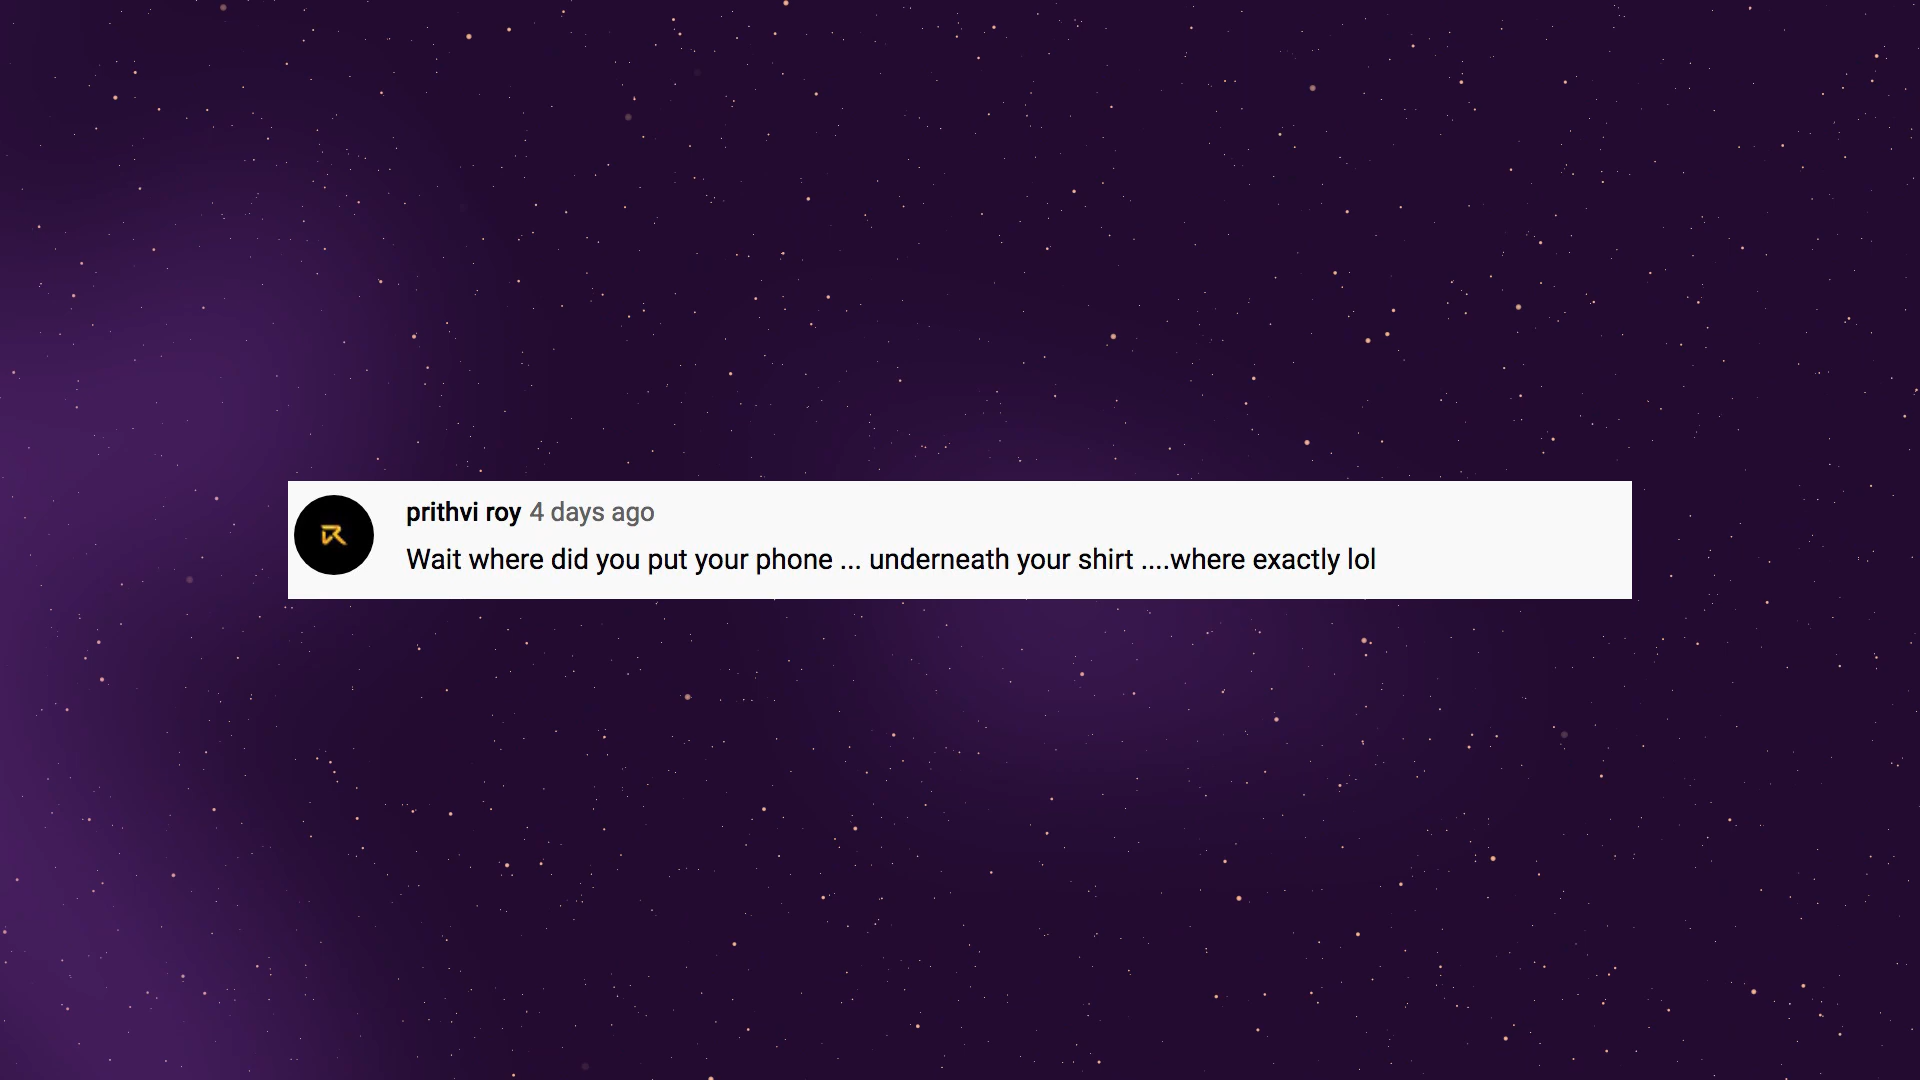 prithvi roy 4 days ago
Wait where did you put your phone ... underneath your shirt ....where exactly lol